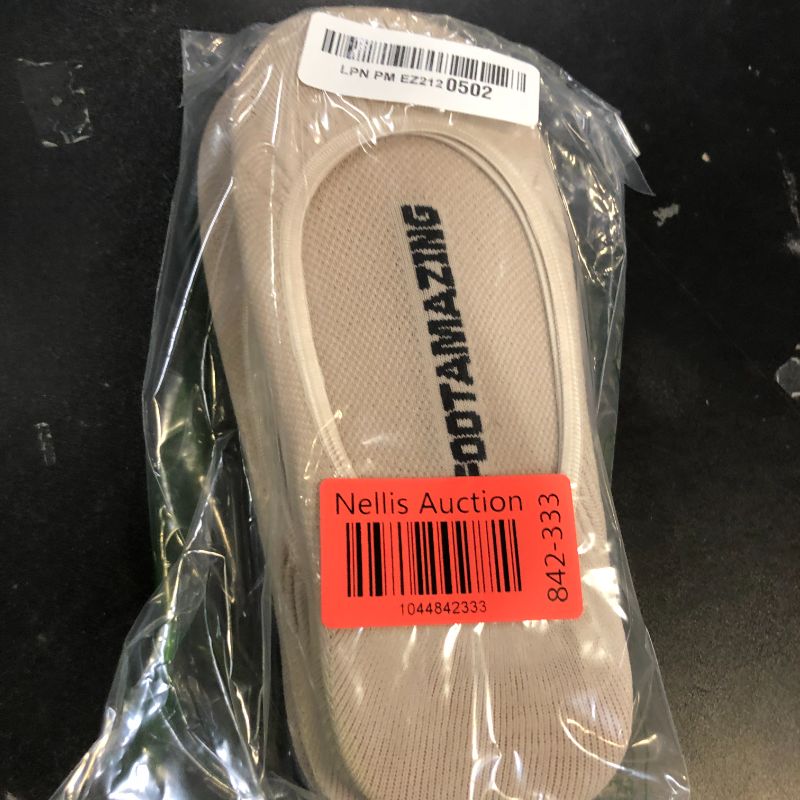 LPN PM EZ212 0502
FOOTAMAZING
Nellis Auction
842-333
1044842333